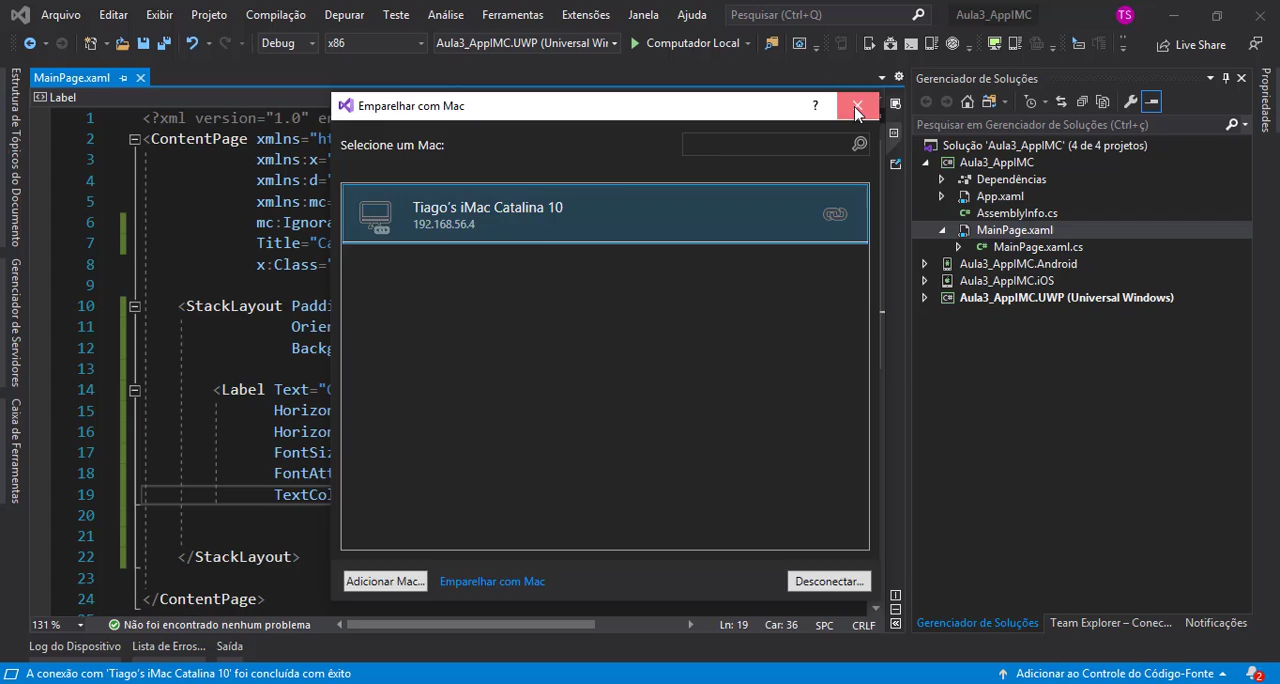 Arquivo Editar Exibir Projeto Compilação Depurar Teste Análise Ferramentas Extensões Janela Ajuda Pesquisar (Ctrl+Q) Aula3_AppIMC TS
Debug x86 Aula3_AppIMC.UWP (Universal Wi Computador Local Live Share
MainPage.xaml
Label
Estrutura de Tópicos do Documento
Gerenciador de Servidores
Caixa de Ferramentas
1 <?xml version="1.0" en
2 <ContentPage xmlns="ht
3 xmlns:x=
4 xmlns:d=
5 xmlns:mc=
6 mc:Ignora
7 Title="Ca
8 x:Class="
9
10 <StackLayout Paddi
11 Orien
12 Backg
13
14 <Label Text="C
15 Horizon
16 Horizon
17 FontSiz
18 FontAtt
19 TextCol
20
21
22 </StackLayout>
23
24 </ContentPage>
131 % Não foi encontrado nenhum problema Ln: 19 Car: 36 SPC CRLF
Emparelhar com Mac ?
Selecione um Mac:
Tiago's iMac Catalina 10
192.168.56.4
Adicionar Mac... Emparelhar com Mac Desconectar...
Gerenciador de Soluções
Pesquisar em Gerenciador de Soluções (Ctrl+ç)
Solução 'Aula3_AppIMC' (4 de 4 projetos)
Aula3_AppIMC
Dependências
App.xaml
AssemblyInfo.cs
MainPage.xaml
MainPage.xaml.cs
Aula3_AppIMC.Android
Aula3_AppIMC.iOS
Aula3_AppIMC.UWP (Universal Windows)
Gerenciador de Soluções Team Explorer – Conec... Notificações
Propriedades
Log do Dispositivo Lista de Erros... Saída
A conexão com 'Tiago's iMac Catalina 10' foi concluída com êxito Adicionar ao Controle do Código-Fonte 2